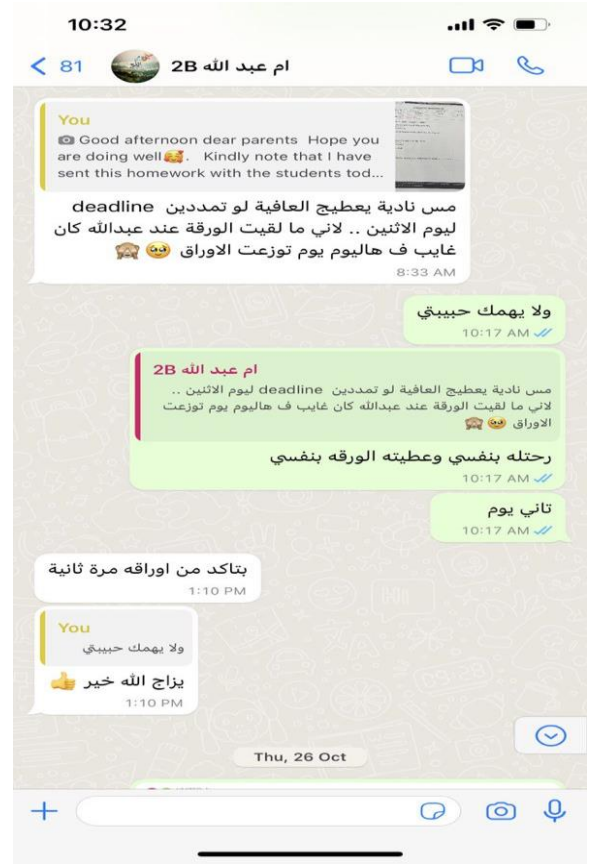 10:32
81
ام عبد الله 2B
You
Good afternoon dear parents Hope you
are doing well🥰. Kindly note that I have
sent this homework with the students tod...
مس نادية يعطيج العافية لو تمددين deadline
ليوم الاثنين .. لاني ما لقيت الورقة عند عبدالله كان
غايب ف هاليوم يوم توزعت الاوراق 🥹🙈
8:33 AM
ولا يهمك حبيبتي
10:17 AM
ام عبد الله 2B
مس نادية يعطيج العافية لو تمددين deadline ليوم الاثنين ..
لاني ما لقيت الورقة عند عبدالله كان غايب ف هاليوم يوم توزعت
الاوراق 🥹🙈
رحتله بنفسي وعطيته الورقه بنفسي
10:17 AM
تاني يوم
10:17 AM
بتاكد من اوراقه مرة ثانية
1:10 PM
You
ولا يهمك حبيبتي
يزاج الله خير 👍
1:10 PM
Thu, 26 Oct